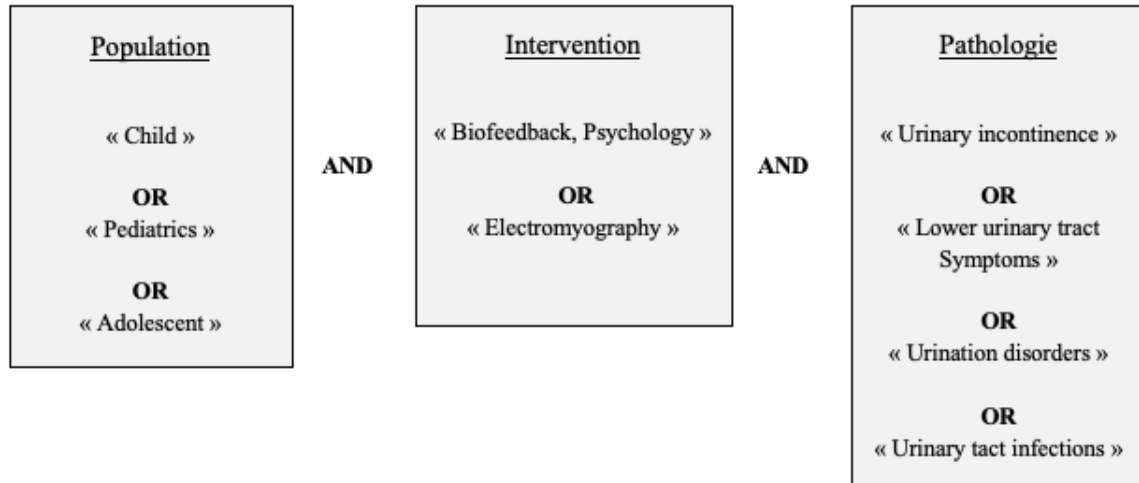 Population
« Child »
OR
« Pediatrics »
OR
« Adolescent »
AND
Intervention
« Biofeedback, Psychology »
OR
« Electromyography »
AND
Pathologie
« Urinary incontinence »
OR
« Lower urinary tract
Symptoms »
OR
« Urination disorders »
OR
« Urinary tact infections »